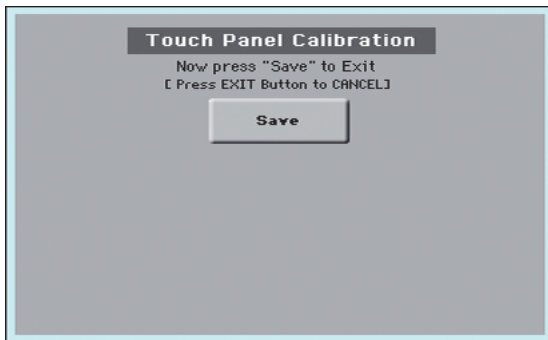 Touch Panel Calibration
Now press "Save" to Exit
[ Press EXIT Button to CANCEL]
Save